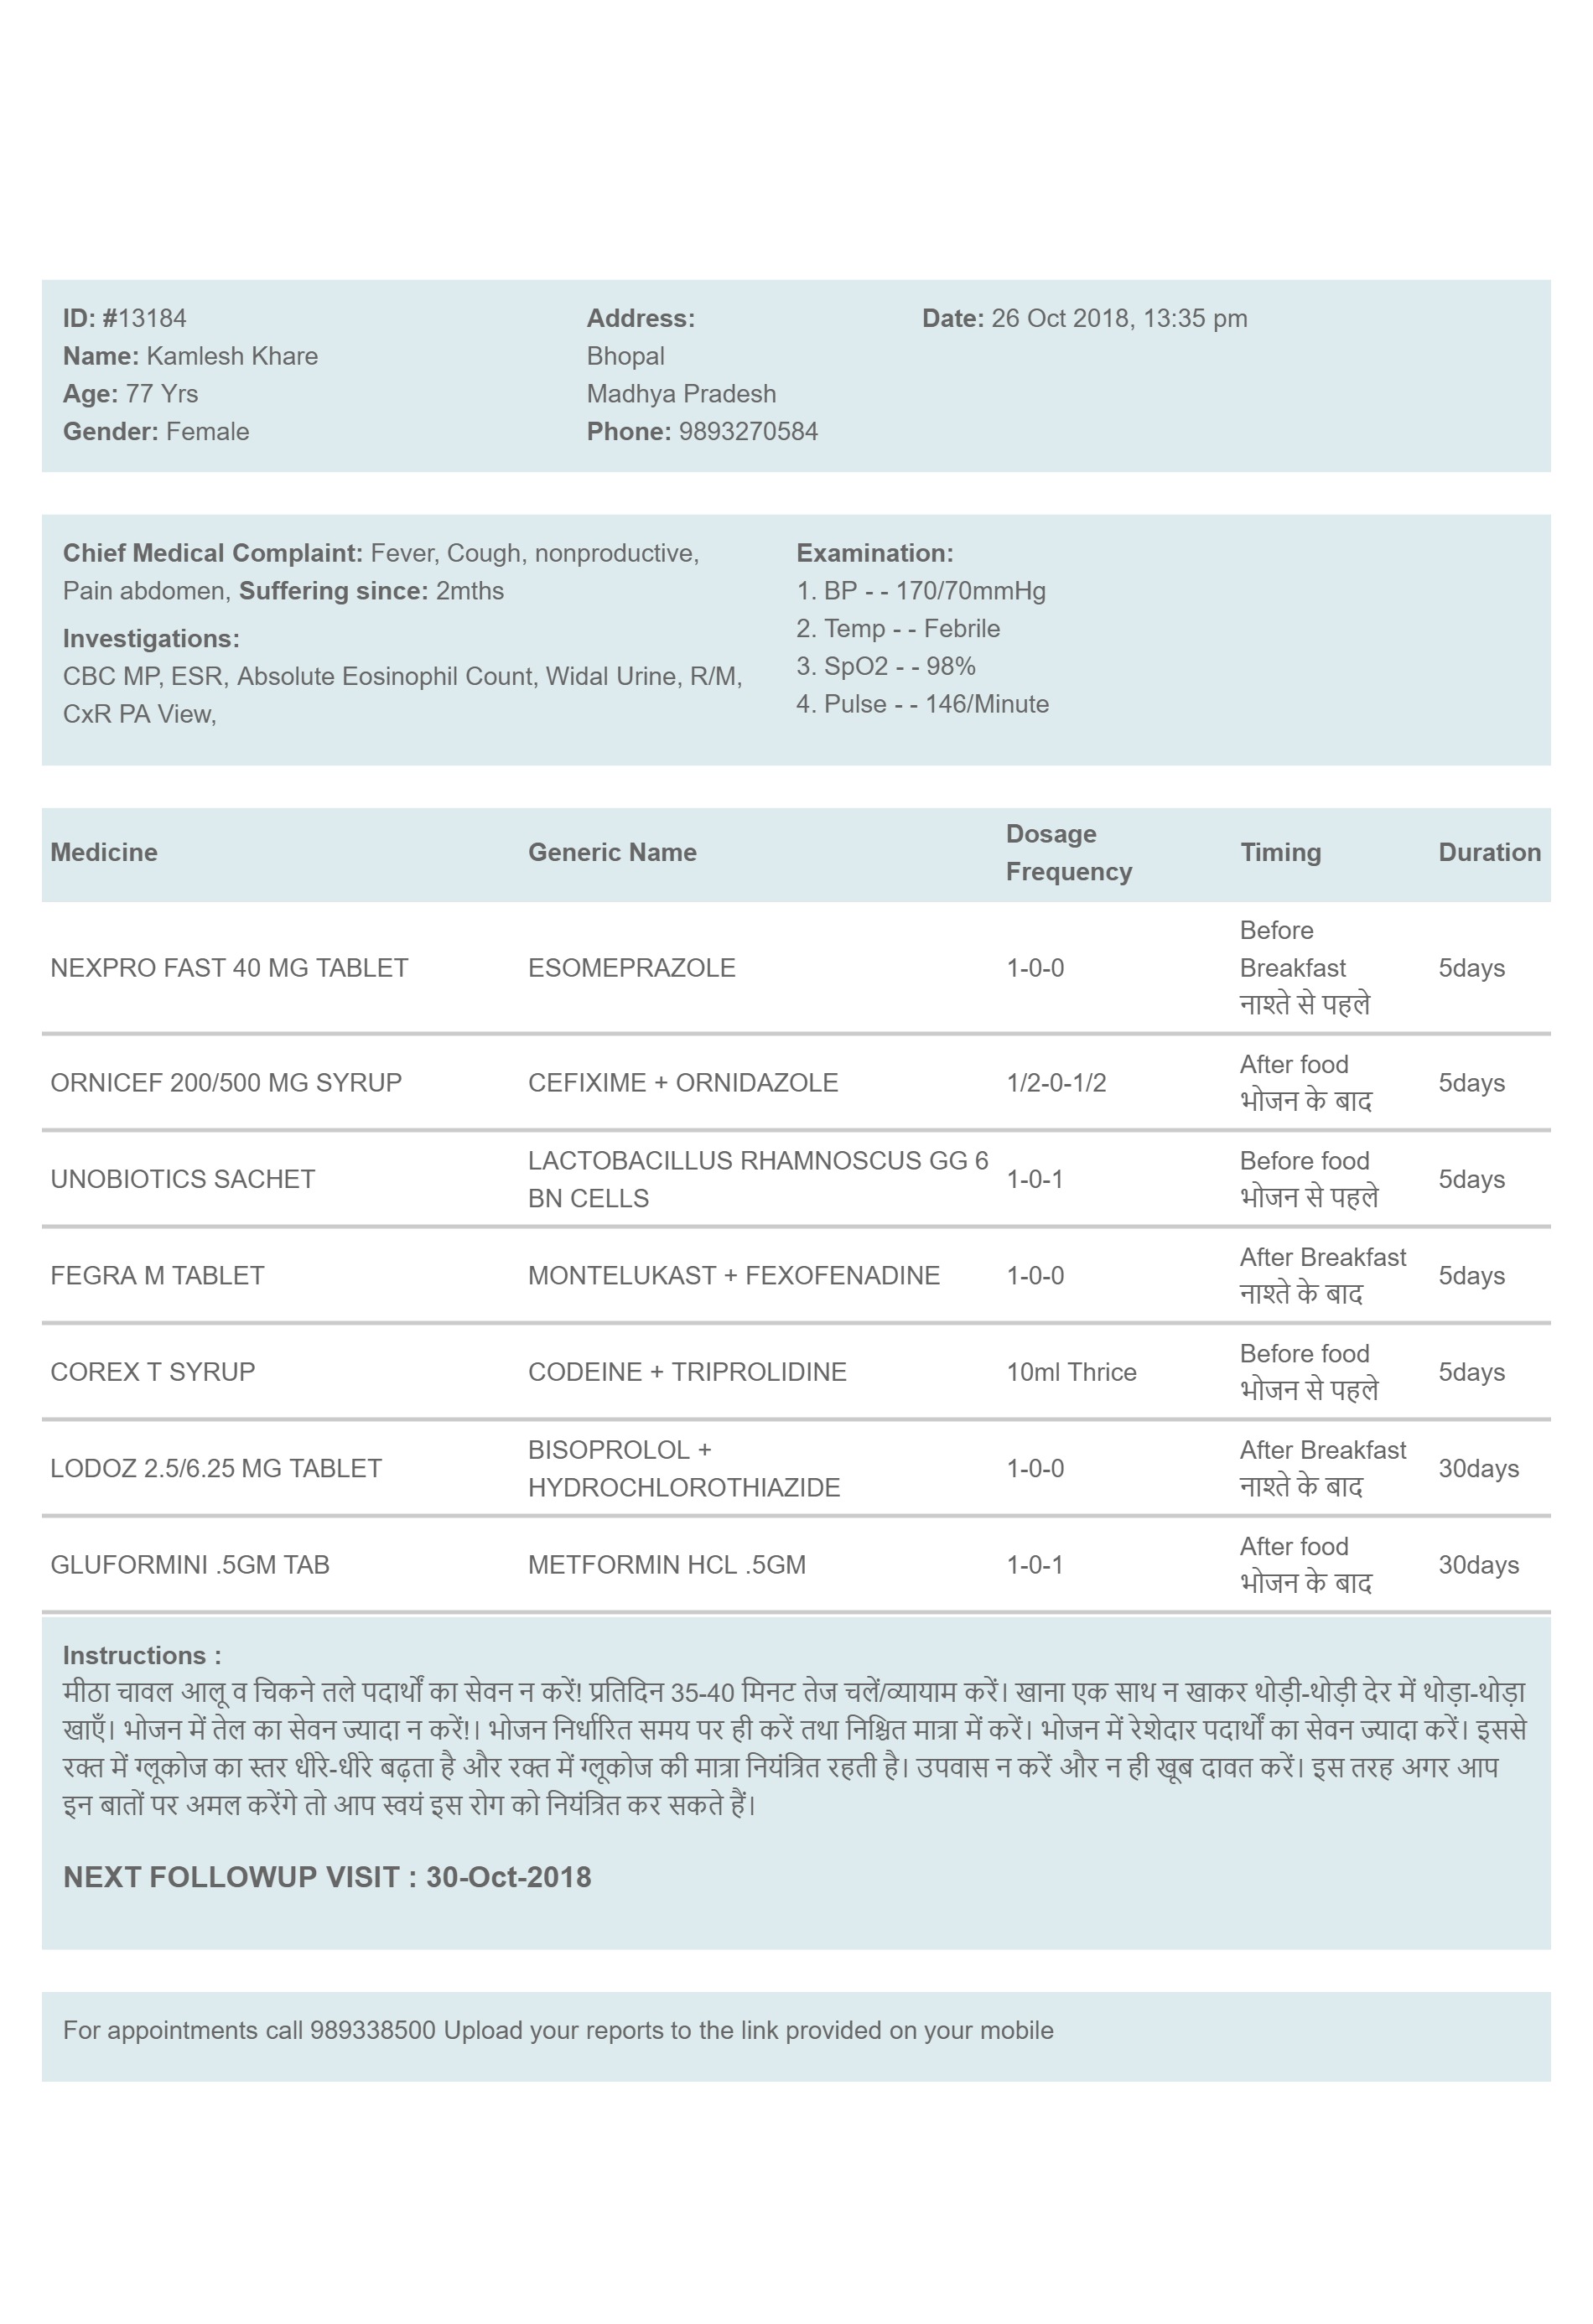 ID: #13184
Name: Kamlesh Khare
Age: 77 Yrs
Gender: Female
Address:
Bhopal
Madhya Pradesh
Phone: 9893270584
Date: 26 Oct 2018, 13:35 pm
Chief Medical Complaint: Fever, Cough, nonproductive,
Pain abdomen, Suffering since: 2mths
Investigations:
CBC MP, ESR, Absolute Eosinophil Count, Widal Urine, R/M,
CxR PA View,
Examination:
1. BP - - 170/70mmHg
2. Temp - - Febrile
3. SpO2 - - 98%
4. Pulse - - 146/Minute
Medicine Generic Name Dosage Frequency Timing Duration
NEXPRO FAST 40 MG TABLET ESOMEPRAZOLE 1-0-0 Before Breakfast नाश्ते से पहले 5days
ORNICEF 200/500 MG SYRUP CEFIXIME + ORNIDAZOLE 1/2-0-1/2 After food भोजन के बाद 5days
UNOBIOTICS SACHET LACTOBACILLUS RHAMNOSCUS GG 6 BN CELLS 1-0-1 Before food भोजन से पहले 5days
FEGRA M TABLET MONTELUKAST + FEXOFENADINE 1-0-0 After Breakfast नाश्ते के बाद 5days
COREX T SYRUP CODEINE + TRIPROLIDINE 10ml Thrice Before food भोजन से पहले 5days
LODOZ 2.5/6.25 MG TABLET BISOPROLOL + HYDROCHLOROTHIAZIDE 1-0-0 After Breakfast नाश्ते के बाद 30days
GLUFORMINI .5GM TAB METFORMIN HCL .5GM 1-0-1 After food भोजन के बाद 30days
Instructions :
मीठा चावल आलू व चिकने तले पदार्थों का सेवन न करें! प्रतिदिन 35-40 मिनट तेज चलें/व्यायाम करें। खाना एक साथ न खाकर थोड़ी-थोड़ी देर में थोड़ा-थोड़ा
खाएँ। भोजन में तेल का सेवन ज्यादा न करें!। भोजन निर्धारित समय पर ही करें तथा निश्चित मात्रा में करें। भोजन में रेशेदार पदार्थों का सेवन ज्यादा करें। इससे
रक्त में ग्लूकोज का स्तर धीरे-धीरे बढ़ता है और रक्त में ग्लूकोज की मात्रा नियंत्रित रहती है। उपवास न करें और न ही खूब दावत करें। इस तरह अगर आप
इन बातों पर अमल करेंगे तो आप स्वयं इस रोग को नियंत्रित कर सकते हैं।
NEXT FOLLOWUP VISIT : 30-Oct-2018
For appointments call 989338500 Upload your reports to the link provided on your mobile